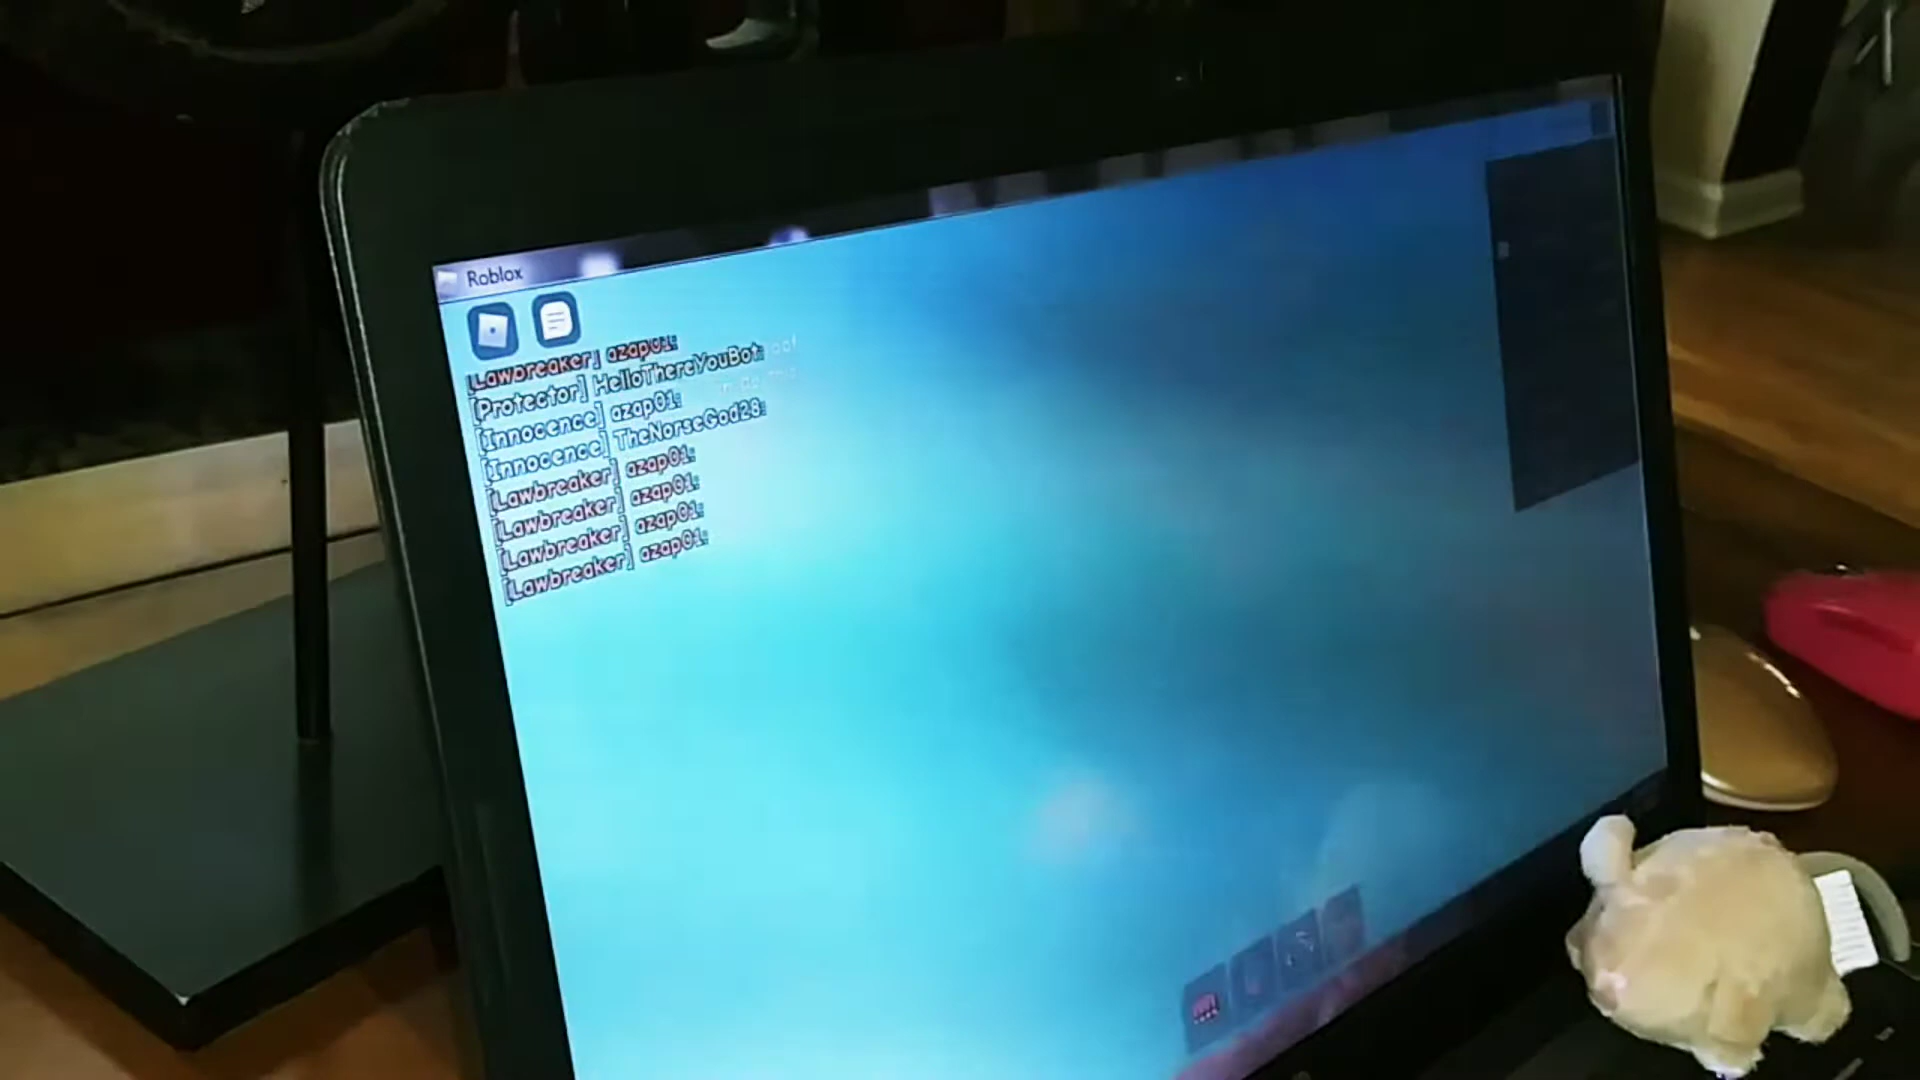 Roblox
[Lawbreaker] azap01:
[Protector] HelloThereYouBot:
[Innocence] azap01:
[Innocence] TheNorseGod28:
[Lawbreaker] azap01:
[Lawbreaker] azap01:
[Lawbreaker] azap01:
[Lawbreaker] azap01: